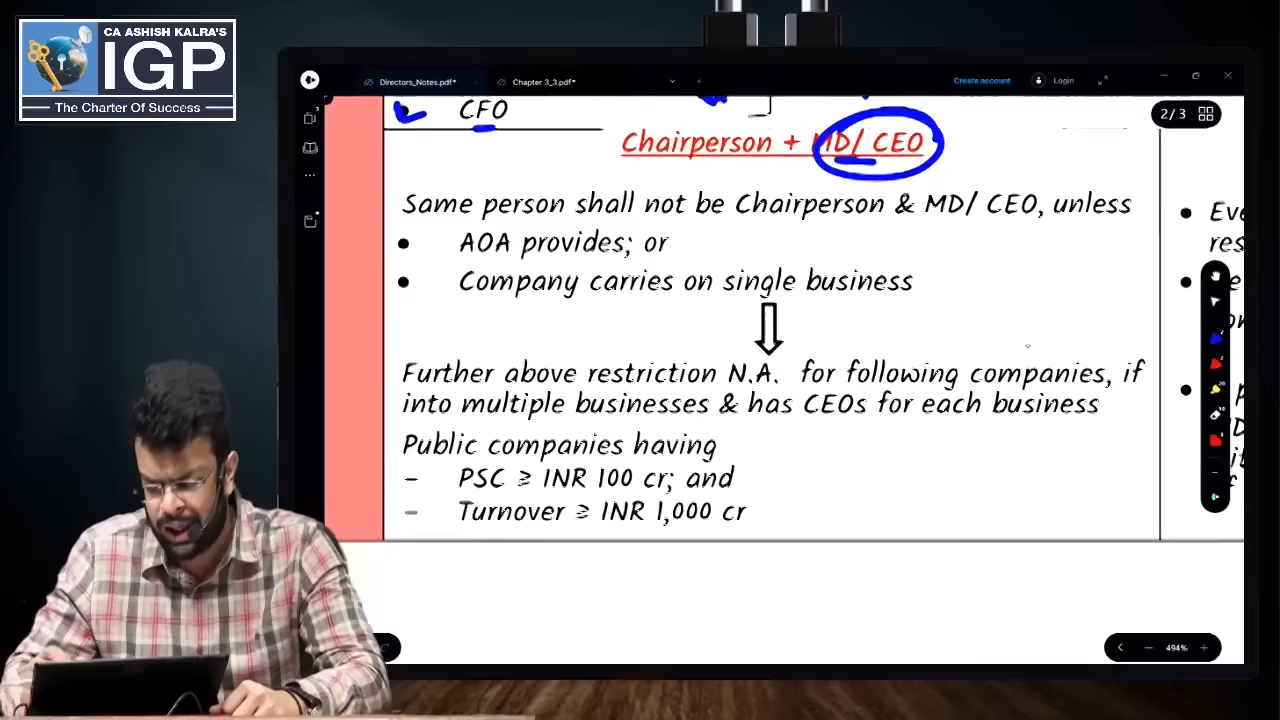 CA ASHISH KALRA'S
IGP
The Charter Of Success
Directors_Notes.pdf*
Chapter 3_3.pdf*
Create account
Login
CFO
2/3
Chairperson + MD/ CEO
Same person shall not be Chairperson & MD/ CEO, unless
• AOA provides; or
• Company carries on single business
Further above restriction N.A. for following companies, if
into multiple businesses & has CEOs for each business
Public companies having
- PSC ≥ INR 100 cr; and
- Turnover ≥ INR 1,000 cr
494%